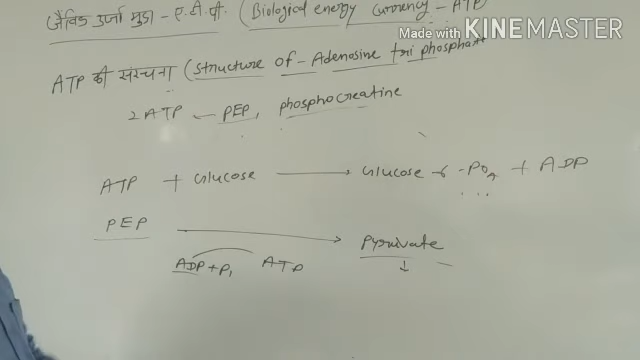 जैविक ऊर्जा मुद्रा - ए.टी.पी. (Biological energy currency - ATP)
Made with KINEMASTER
ATP की संरचना (Structure of - Adenosine tri phosphate
2 ATP — PEP, phosphocreatine
ATP + Glucose ⟶ Glucose - 6 - PO4 + ADP
PEP ⟶ Pyruvate
ADP + Pi ATP ↓